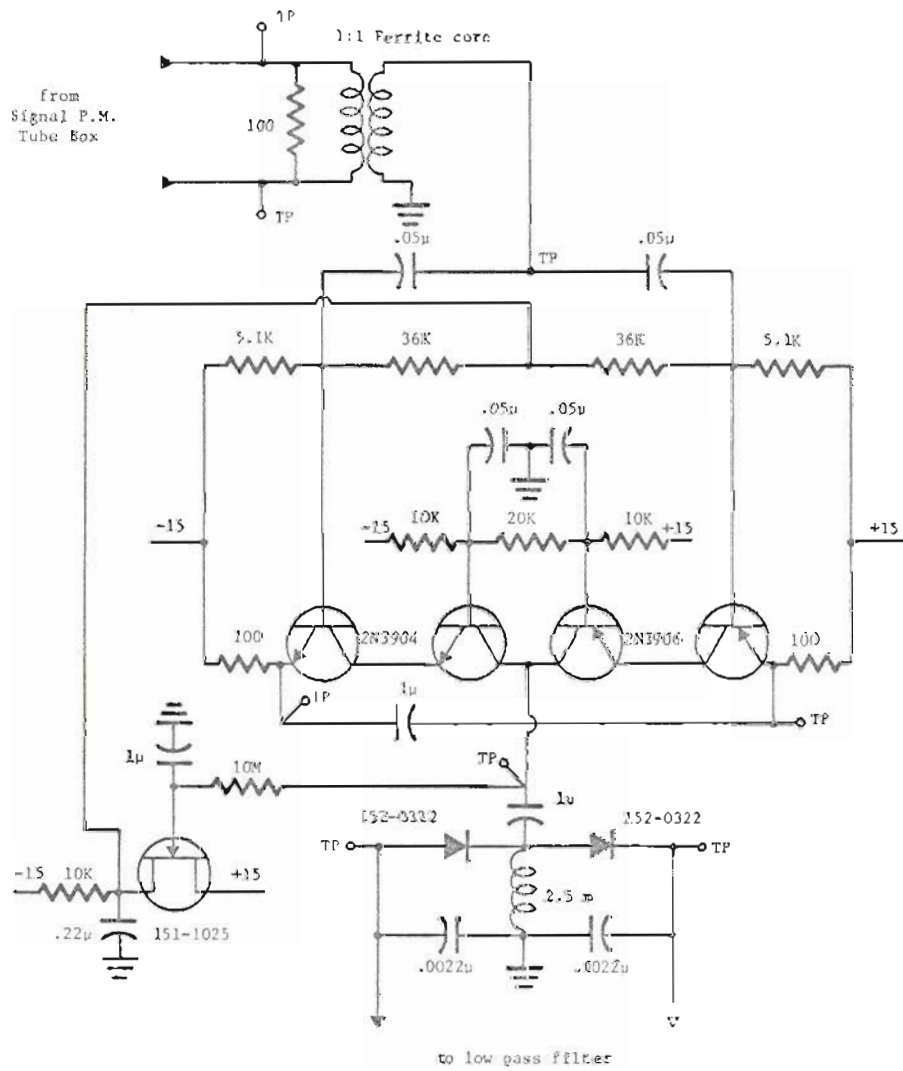 TP
1:1 Ferrite core
from
Signal P.M.
Tube Box
100
TP
.05µ
TP
.05µ
5.1K
36K
36K
5.1K
.05µ
.05µ
-15
-15
10K
20K
10K
+15
+15
100
2N3904
2N3906
100
TP
1µ
TP
1µ
10M
TP
1µ
152-0322
152-0322
TP
TP
-15
10K
+15
2.5 m
.22µ
151-1025
.0022µ
.0022µ
to low pass filter